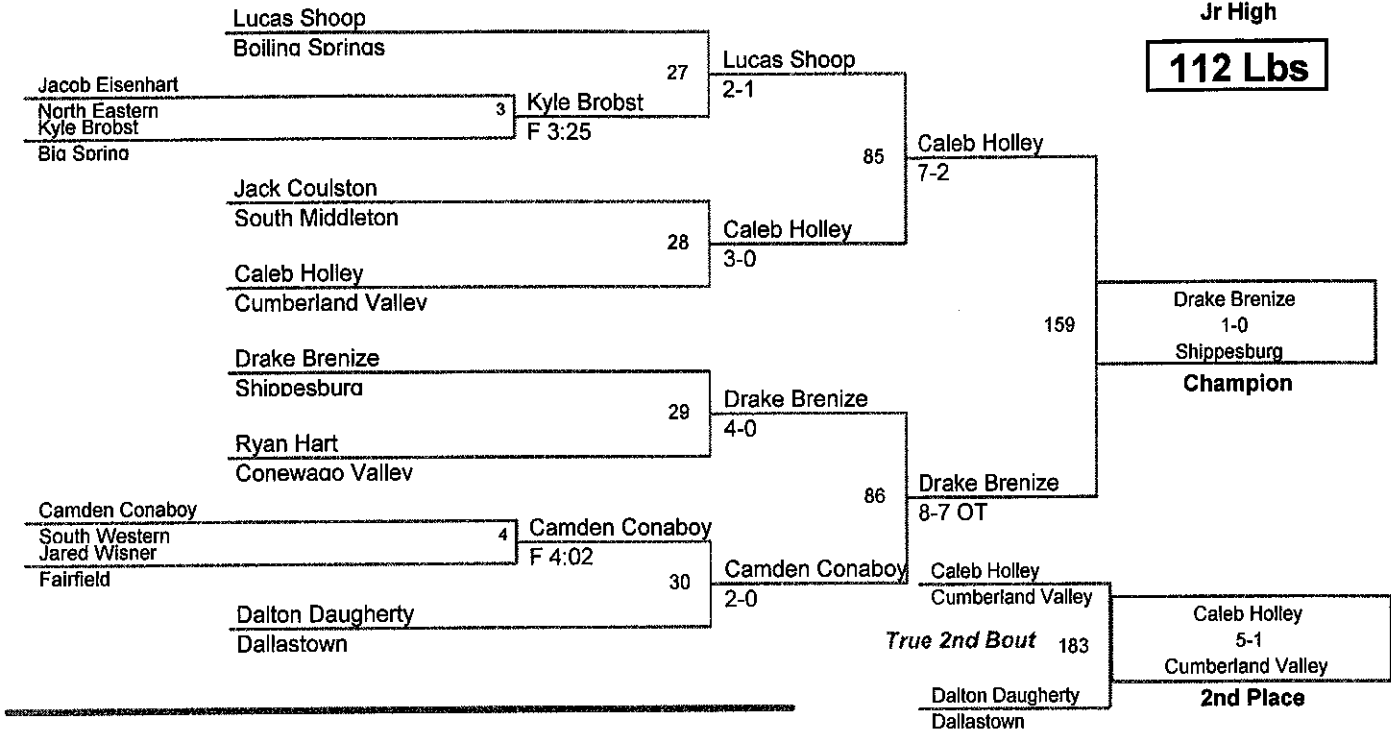 Jr High
112 Lbs
Lucas Shoop
Boiling Springs
27
Lucas Shoop
2-1
Jacob Eisenhart
North Eastern
3
Kyle Brobst
F 3:25
Kyle Brobst
Big Spring
85
Caleb Holley
7-2
Jack Coulston
South Middleton
28
Caleb Holley
3-0
Caleb Holley
Cumberland Valley
159
Drake Brenize
1-0
Shippesburg
Champion
Drake Brenize
Shippesburg
29
Drake Brenize
4-0
Ryan Hart
Conewago Valley
86
Drake Brenize
8-7 OT
Camden Conaboy
South Western
4
Camden Conaboy
F 4:02
Jared Wisner
Fairfield
30
Camden Conaboy
2-0
Dalton Daugherty
Dallastown
Caleb Holley
Cumberland Valley
True 2nd Bout 183
Caleb Holley
5-1
Cumberland Valley
2nd Place
Dalton Daugherty
Dallastown